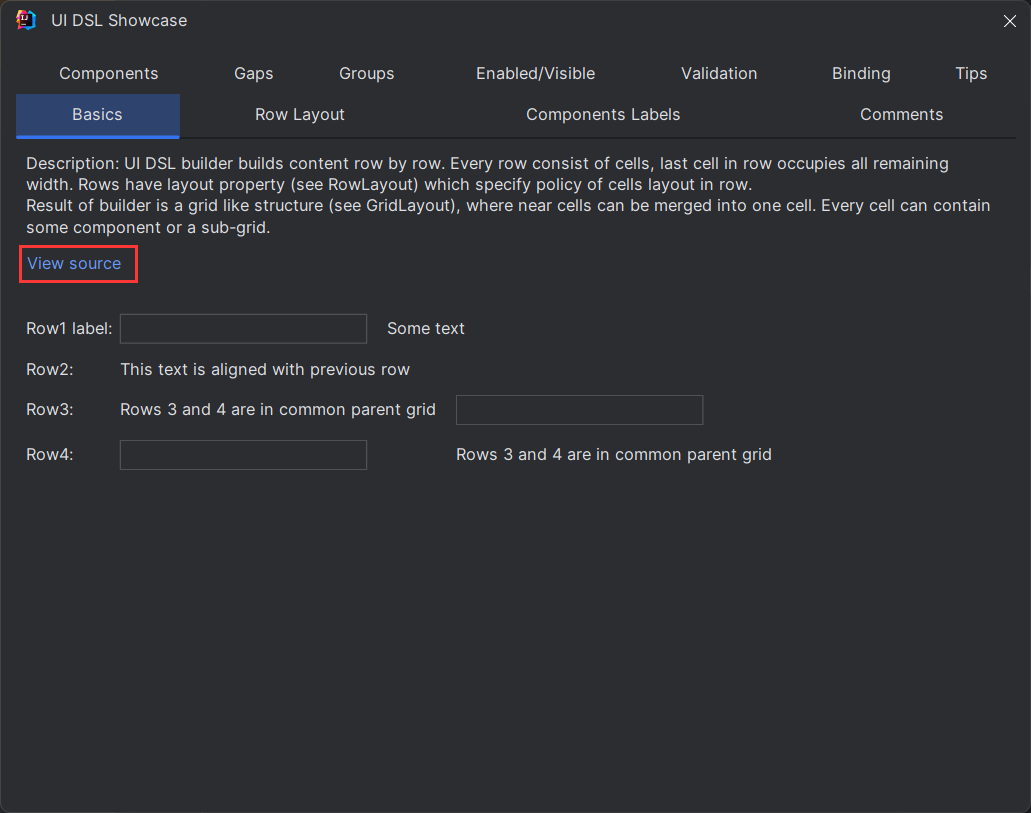 UI DSL Showcase
Components Gaps Groups Enabled/Visible Validation Binding Tips
Basics Row Layout Components Labels Comments
Description: UI DSL builder builds content row by row. Every row consist of cells, last cell in row occupies all remaining
width. Rows have layout property (see RowLayout) which specify policy of cells layout in row.
Result of builder is a grid like structure (see GridLayout), where near cells can be merged into one cell. Every cell can contain
some component or a sub-grid.
View source
Row1 label: Some text
Row2: This text is aligned with previous row
Row3: Rows 3 and 4 are in common parent grid
Row4: Rows 3 and 4 are in common parent grid